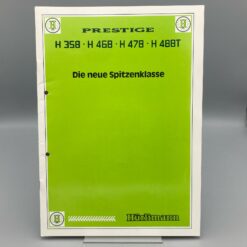 PRESTIGE
H 358 · H 468 · H 478 · H 488T
Die neue Spitzenklasse
Hürlimann